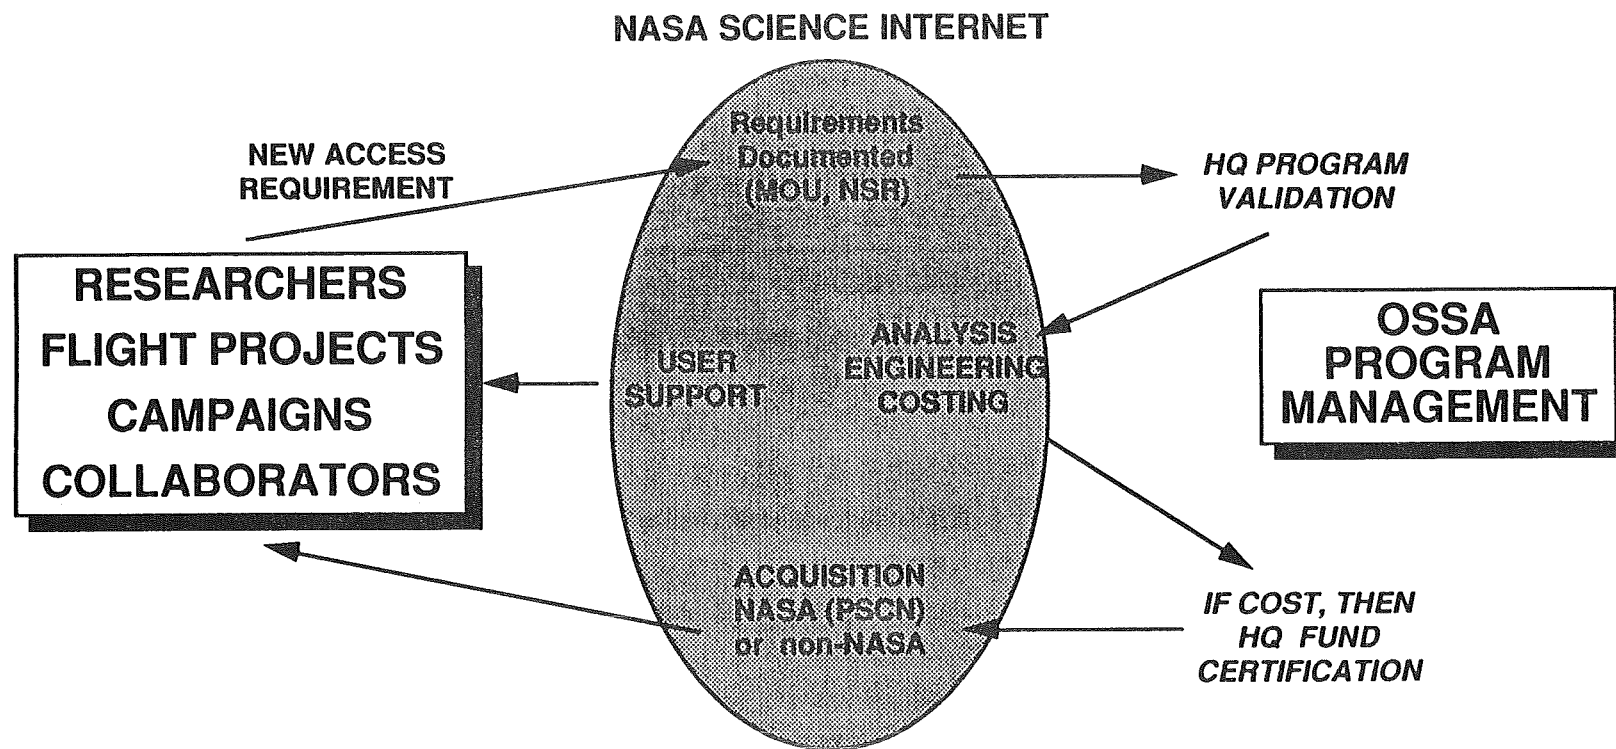 NASA SCIENCE INTERNET
NEW ACCESS
REQUIREMENT
Requirements
Documented
(MOU, NSR)
HQ PROGRAM
VALIDATION
RESEARCHERS
FLIGHT PROJECTS
CAMPAIGNS
COLLABORATORS
USER
SUPPORT
ANALYSIS
ENGINEERING
COSTING
OSSA
PROGRAM
MANAGEMENT
ACQUISITION
NASA (PSCN)
or non-NASA
IF COST, THEN
HQ FUND
CERTIFICATION